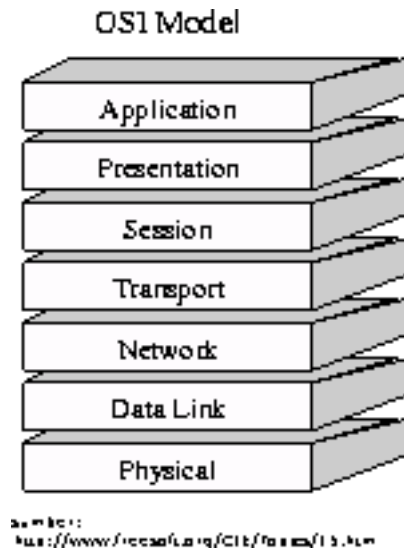 OSI Model
Application
Presentation
Session
Transport
Network
Data Link
Physical